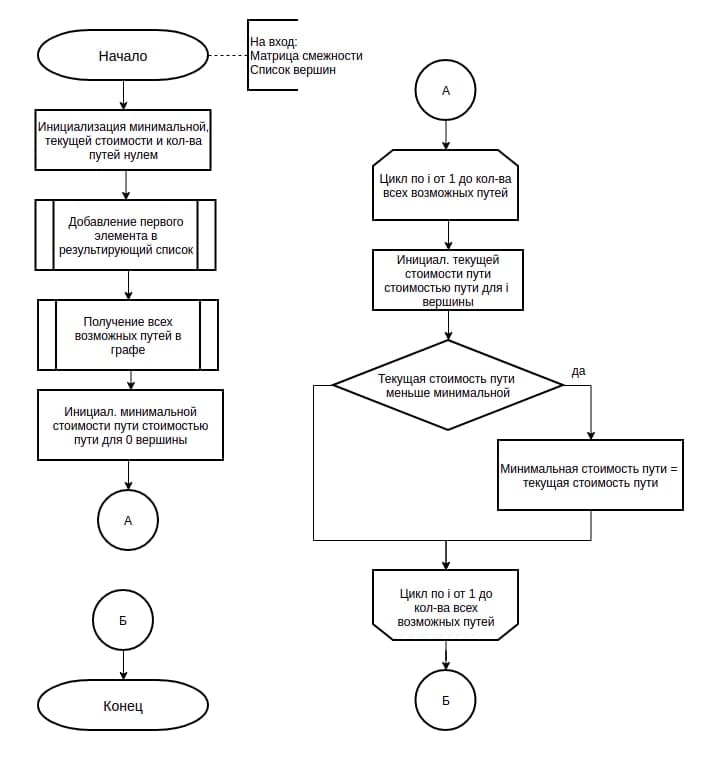 Начало
На вход:
Матрица смежности
Список вершин
Инициализация минимальной,
текущей стоимости и кол-ва
путей нулем
Добавление первого
элемента в
результирующий список
Получение всех
возможных путей в
графе
Инициал. минимальной
стоимости пути стоимостью
пути для 0 вершины
А
Б
Конец
А
Цикл по i от 1 до кол-ва
всех возможных путей
Инициал. текущей
стоимости пути
стоимостью пути для i
вершины
Текущая стоимость пути
меньше минимальной
да
Минимальная стоимость пути =
текущая стоимость пути
Цикл по i от 1 до
кол-ва всех
возможных путей
Б